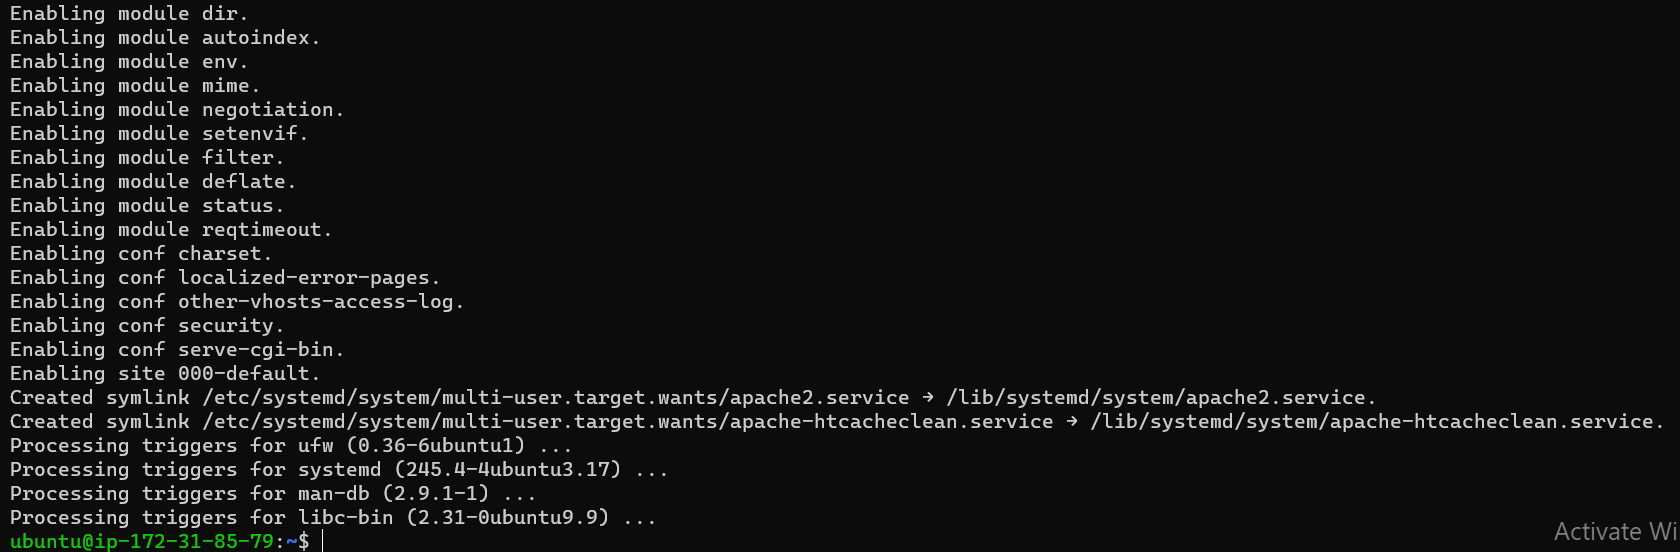 Enabling module dir.
Enabling module autoindex.
Enabling module env.
Enabling module mime.
Enabling module negotiation.
Enabling module setenvif.
Enabling module filter.
Enabling module deflate.
Enabling module status.
Enabling module reqtimeout.
Enabling conf charset.
Enabling conf localized-error-pages.
Enabling conf other-vhosts-access-log.
Enabling conf security.
Enabling conf serve-cgi-bin.
Enabling site 000-default.
Created symlink /etc/systemd/system/multi-user.target.wants/apache2.service → /lib/systemd/system/apache2.service.
Created symlink /etc/systemd/system/multi-user.target.wants/apache-htcacheclean.service → /lib/systemd/system/apache-htcacheclean.service.
Processing triggers for ufw (0.36-6ubuntu1) ...
Processing triggers for systemd (245.4-4ubuntu3.17) ...
Processing triggers for man-db (2.9.1-1) ...
Processing triggers for libc-bin (2.31-0ubuntu9.9) ...
ubuntu@ip-172-31-85-79:~$
Activate Wi